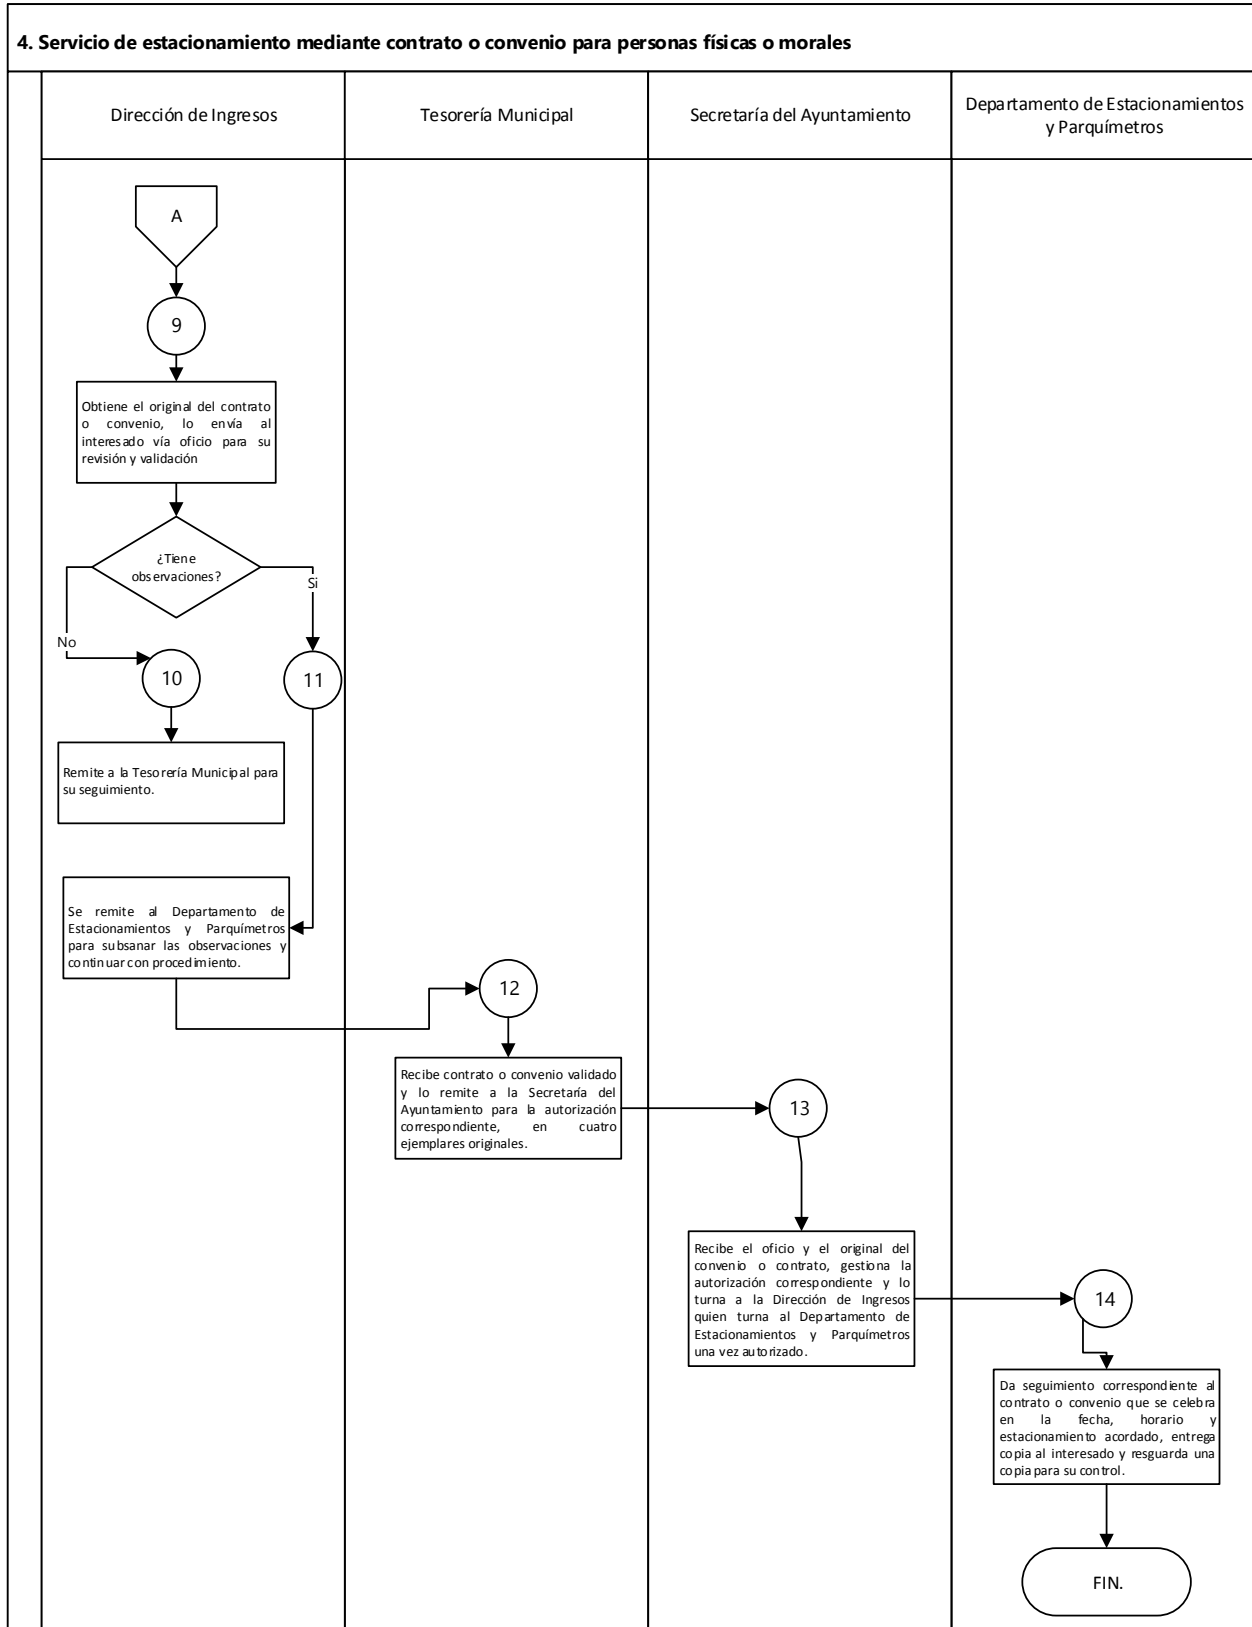 4. Servicio de estacionamiento mediante contrato o convenio para personas físicas o morales
Dirección de Ingresos
Tesorería Municipal
Secretaría del Ayuntamiento
Departamento de Estacionamientos
y Parquímetros
A
9
Obtiene el original del contrato
o convenio, lo envía al
interesado vía oficio para su
revisión y validación
¿Tiene
observaciones?
Si
No
10
11
Remite a la Tesorería Municipal para
su seguimiento.
Se remite al Departamento de
Estacionamientos y Parquímetros
para subsanar las observaciones y
continuar con procedimiento.
12
Recibe contrato o convenio validado
y lo remite a la Secretaría del
Ayuntamiento para la autorización
correspondiente, en cuatro
ejemplares originales.
13
Recibe el oficio y el original del
convenio o contrato, gestiona la
autorización correspondiente y lo
turna a la Dirección de Ingresos
quien turna al Departamento de
Estacionamientos y Parquímetros
una vez autorizado.
14
Da seguimiento correspondiente al
contrato o convenio que se celebra
en la fecha, horario y
estacionamiento acordado, entrega
copia al interesado y resguarda una
copia para su control.
FIN.